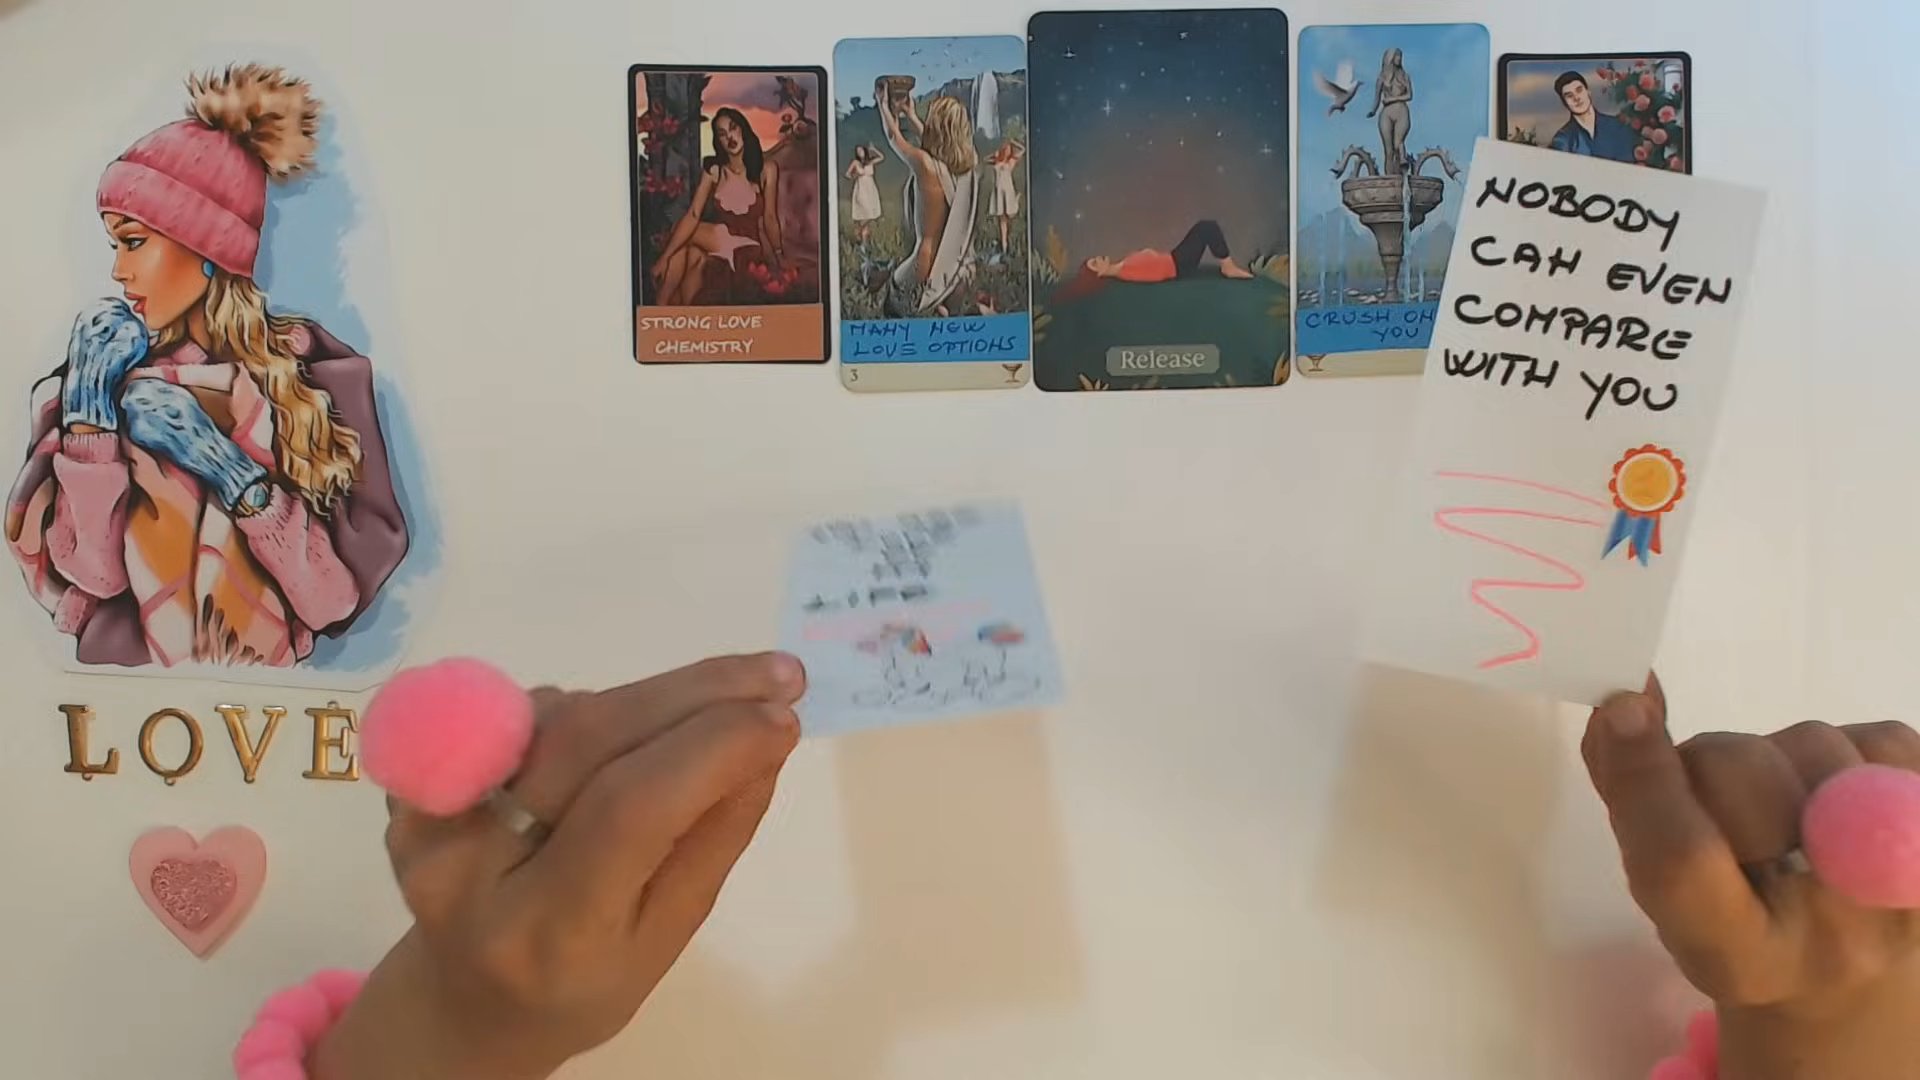 STRONG LOVE
CHEMISTRY
MANY NEW
LOVE OPTIONS
3
Release
CRUSH ON
YOU
NOBODY
CAN EVEN
COMPARE
WITH YOU
LOVE